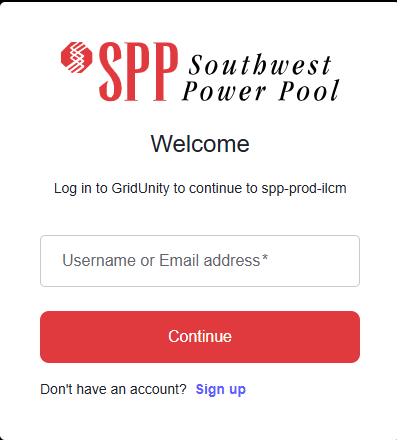 SPP Southwest
Power Pool
Welcome
Log in to GridUnity to continue to spp-prod-ilcm
Username or Email address*
Continue
Don't have an account? Sign up